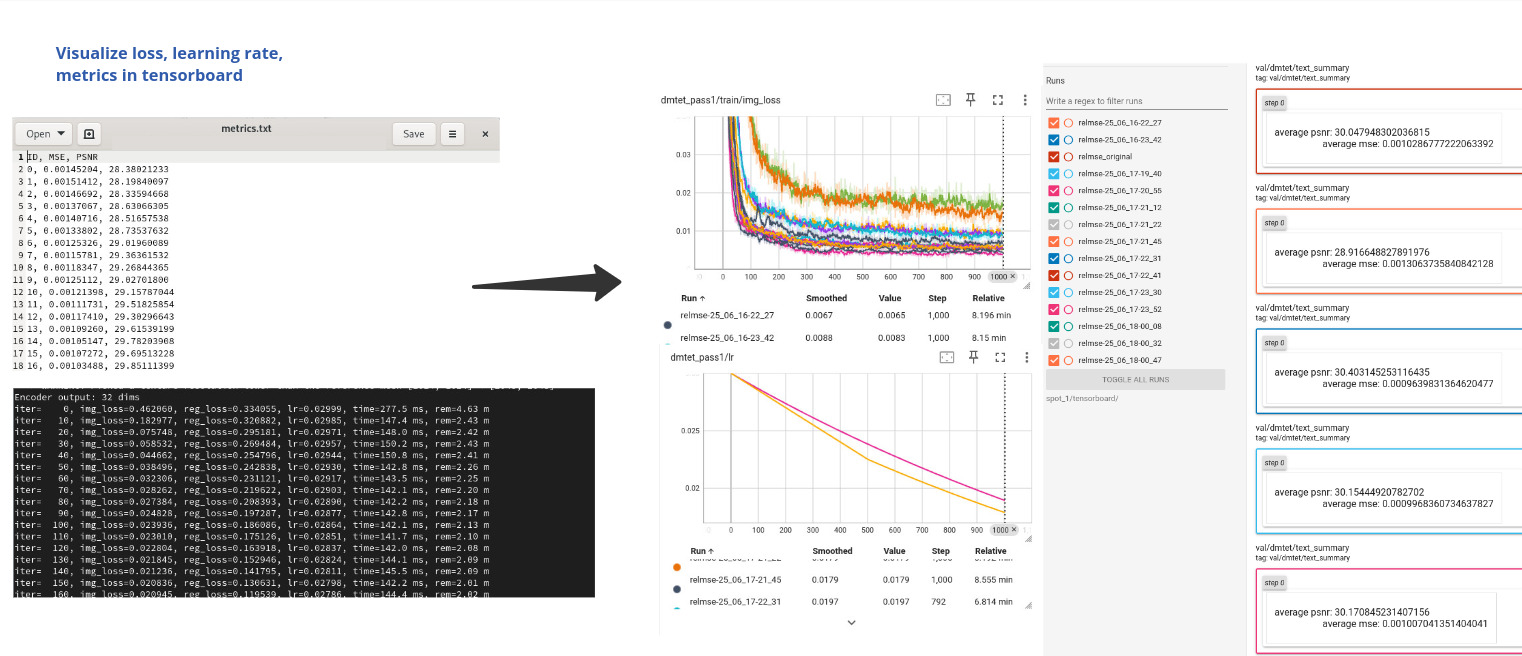 Visualize loss, learning rate,
metrics in tensorboard
Open
metrics.txt
Save
1 ID, MSE, PSNR
2 0, 0.00145204, 28.38021233
3 1, 0.00151412, 28.19840097
4 2, 0.00146692, 28.33594668
5 3, 0.00137067, 28.63066305
6 4, 0.00140716, 28.51657538
7 5, 0.00133802, 28.73537632
8 6, 0.00125326, 29.01960089
9 7, 0.00115781, 29.36361532
10 8, 0.00118347, 29.26844365
11 9, 0.00125112, 29.02701800
12 10, 0.00121398, 29.15787044
13 11, 0.00111731, 29.51825854
14 12, 0.00117410, 29.30296643
15 13, 0.00109260, 29.61539199
16 14, 0.00105147, 29.78203908
17 15, 0.00107272, 29.69513228
18 16, 0.00103488, 29.85111399
Encoder output: 32 dims
iter= 0, img_loss=0.462060, reg_loss=0.334055, lr=0.02999, time=277.5 ms, rem=4.63 m
iter= 10, img_loss=0.182977, reg_loss=0.320882, lr=0.02985, time=147.4 ms, rem=2.43 m
iter= 20, img_loss=0.075748, reg_loss=0.295181, lr=0.02971, time=148.0 ms, rem=2.42 m
iter= 30, img_loss=0.058532, reg_loss=0.269484, lr=0.02957, time=150.2 ms, rem=2.43 m
iter= 40, img_loss=0.044662, reg_loss=0.254796, lr=0.02944, time=150.8 ms, rem=2.41 m
iter= 50, img_loss=0.038496, reg_loss=0.242838, lr=0.02930, time=142.8 ms, rem=2.26 m
iter= 60, img_loss=0.032306, reg_loss=0.231121, lr=0.02917, time=143.5 ms, rem=2.25 m
iter= 70, img_loss=0.028262, reg_loss=0.219622, lr=0.02903, time=142.1 ms, rem=2.20 m
iter= 80, img_loss=0.027384, reg_loss=0.208393, lr=0.02890, time=142.2 ms, rem=2.18 m
iter= 90, img_loss=0.024828, reg_loss=0.197287, lr=0.02877, time=142.8 ms, rem=2.17 m
iter= 100, img_loss=0.023936, reg_loss=0.186086, lr=0.02864, time=142.1 ms, rem=2.13 m
iter= 110, img_loss=0.023010, reg_loss=0.175126, lr=0.02851, time=141.7 ms, rem=2.10 m
iter= 120, img_loss=0.022804, reg_loss=0.163918, lr=0.02837, time=142.0 ms, rem=2.08 m
iter= 130, img_loss=0.021845, reg_loss=0.152946, lr=0.02824, time=144.1 ms, rem=2.09 m
iter= 140, img_loss=0.021236, reg_loss=0.141795, lr=0.02811, time=145.5 ms, rem=2.09 m
iter= 150, img_loss=0.020836, reg_loss=0.130631, lr=0.02798, time=142.2 ms, rem=2.01 m
iter= 160, img_loss=0.020945, reg_loss=0.119539, lr=0.02786, time=144.4 ms, rem=2.02 m
dmtet_pass1/train/img_loss
0.03
0.02
0.01
0 100 200 300 400 500 600 700 800 900 1000
Run ↑ Smoothed Value Step Relative
relmse-25_06_16-22_27 0.0067 0.0065 1,000 8.196 min
relmse-25_06_16-23_42 0.0088 0.0083 1,000 8.15 min
dmtet_pass1/lr
0.025
0.02
0 100 200 300 400 500 600 700 800 900 1000
Run ↑ Smoothed Value Step Relative
relmse-25_06_17-21_45 0.0179 0.0179 1,000 8.555 min
relmse-25_06_17-22_31 0.0197 0.0197 792 6.814 min
Runs
Write a regex to filter runs
relmse-25_06_16-22_27
relmse-25_06_16-23_42
relmse_original
relmse-25_06_17-19_40
relmse-25_06_17-20_55
relmse-25_06_17-21_12
relmse-25_06_17-21_22
relmse-25_06_17-21_45
relmse-25_06_17-22_31
relmse-25_06_17-22_41
relmse-25_06_17-23_30
relmse-25_06_17-23_52
relmse-25_06_18-00_08
relmse-25_06_18-00_32
relmse-25_06_18-00_47
TOGGLE ALL RUNS
spot_1/tensorboard/
val/dmtet/text_summary
tag: val/dmtet/text_summary
step 0
average psnr: 30.047948302036815
average mse: 0.0010286777222063392
val/dmtet/text_summary
tag: val/dmtet/text_summary
step 0
average psnr: 28.916648827891976
average mse: 0.0013063735840842128
val/dmtet/text_summary
tag: val/dmtet/text_summary
step 0
average psnr: 30.403145253116435
average mse: 0.0009639831364620477
val/dmtet/text_summary
tag: val/dmtet/text_summary
step 0
average psnr: 30.15444920782702
average mse: 0.0009968360734637827
val/dmtet/text_summary
tag: val/dmtet/text_summary
step 0
average psnr: 30.170845231407156
average mse: 0.001007041351404041